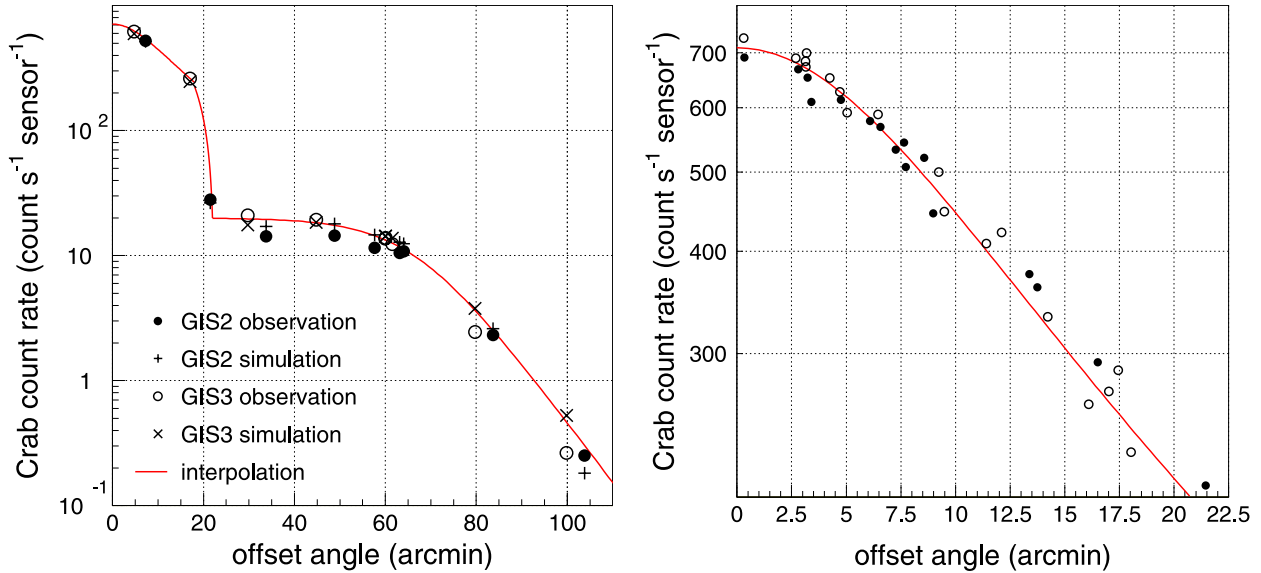 Crab count rate (count s⁻¹ sensor⁻¹)
10²
10
1
10⁻¹
GIS2 observation
GIS2 simulation
GIS3 observation
GIS3 simulation
interpolation
0 20 40 60 80 100
offset angle (arcmin)
Crab count rate (count s⁻¹ sensor⁻¹)
700
600
500
400
300
0 2.5 5 7.5 10 12.5 15 17.5 20 22.5
offset angle (arcmin)